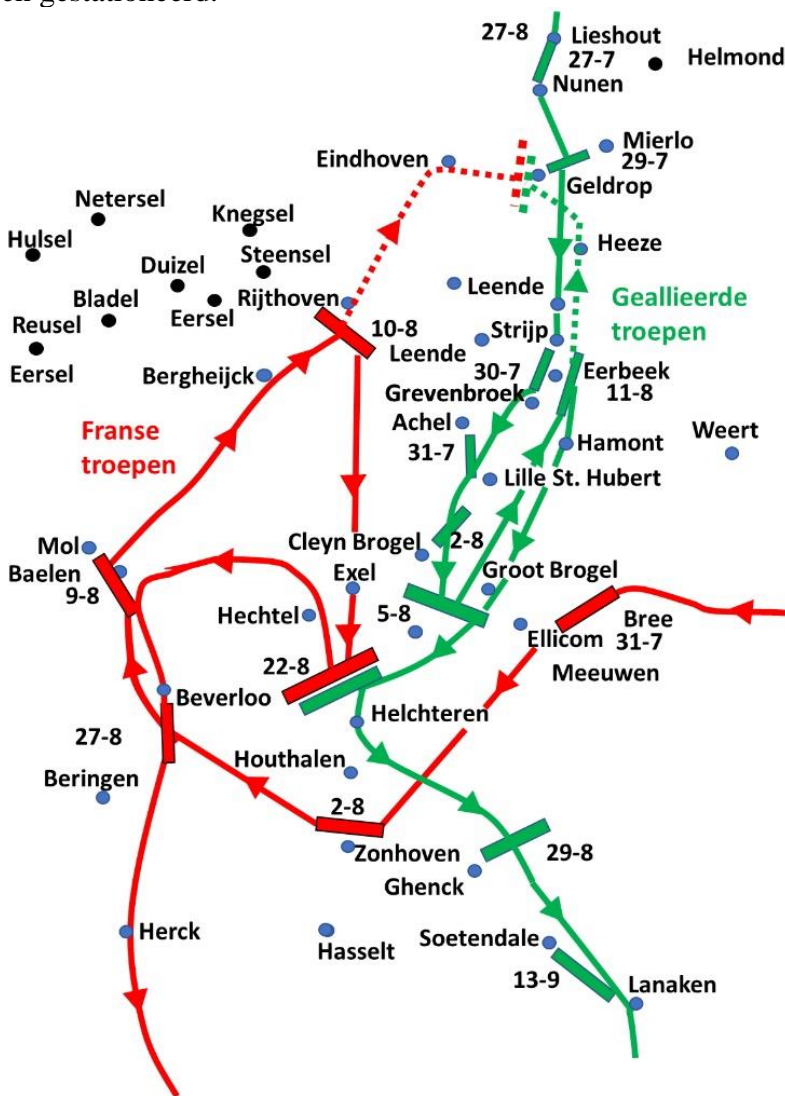 en gestationeerd.
27-8
Lieshout
27-7
Helmond
Nunen
Mierlo
29-7
Eindhoven
Geldrop
Netersel
Knegsel
Heeze
Hulsel
Steensel
Duizel
Leende
Bladel
Eersel
Rijthoven
Geallieerde
troepen
Reusel
10-8
Strijp
Leende
30-7
Eerbeek
11-8
Eersel
Bergheijck
Grevenbroek
Achel
31-7
Hamont
Weert
Franse
troepen
Lille St. Hubert
Mol
Baelen
9-8
Cleyn Brogel
2-8
Exel
Groot Brogel
Hechtel
5-8
Bree
31-7
Ellicom
Meeuwen
22-8
Beverloo
Helchteren
27-8
Beringen
Houthalen
2-8
Zonhoven
29-8
Ghenck
Herck
Hasselt
Soetendale
13-9
Lanaken